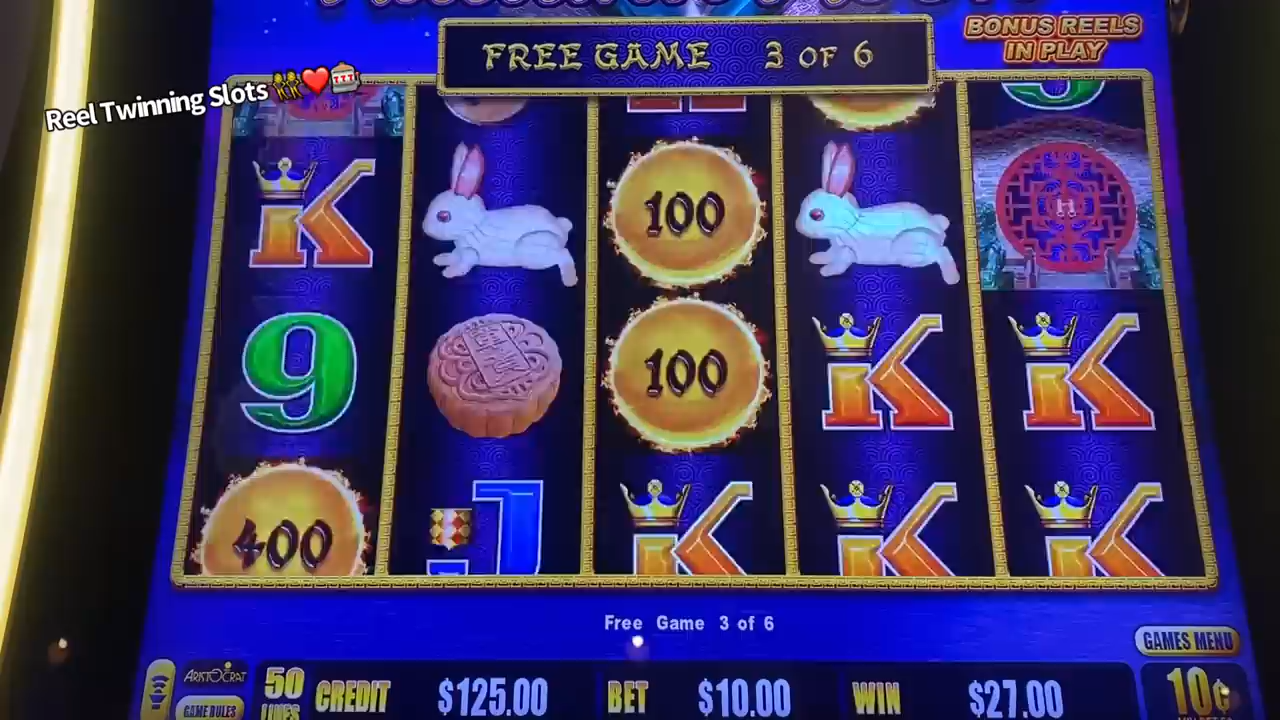 FREE GAME 3 OF 6
BONUS REELS
IN PLAY
Reel Twinning Slots
K
100
9
100
K
K
400
J
K
K
K
Free Game 3 of 6
GAMES MENU
ARISTOCRAT
GAME RULES
50
LINES
CREDIT $125.00 BET $10.00 WIN $27.00
10¢